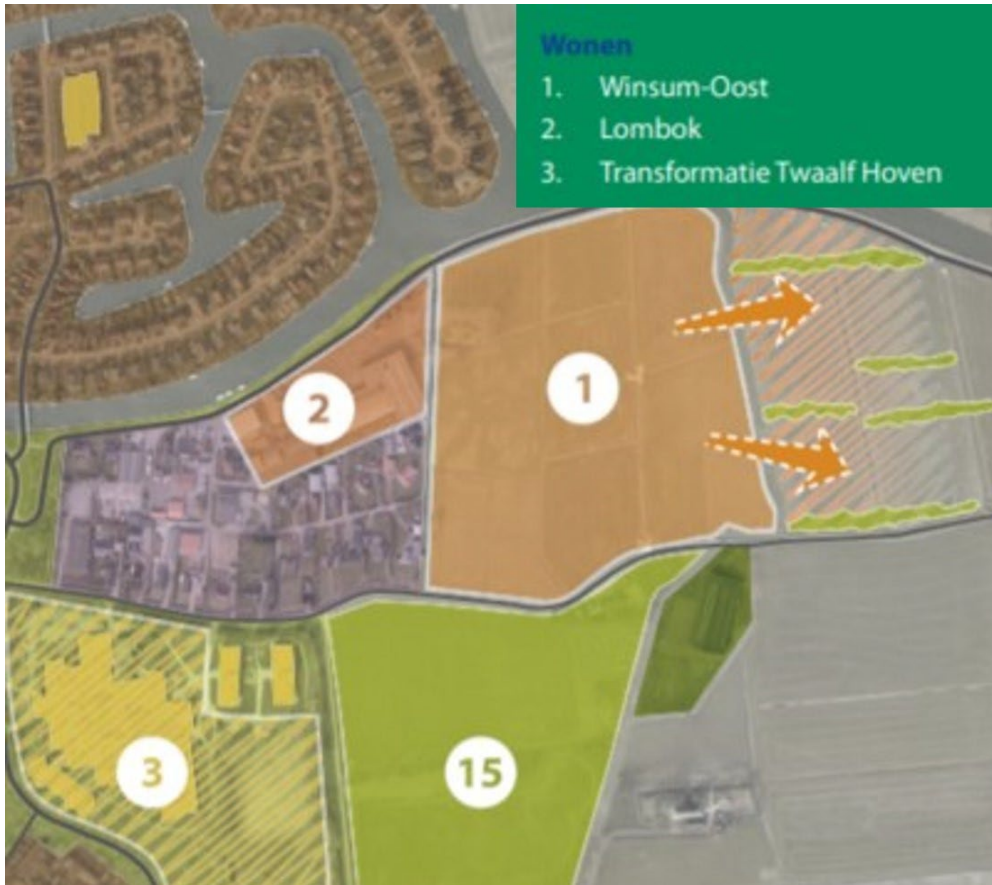 Wonen
1. Winsum-Oost
2. Lombok
3. Transformatie Twaalf Hoven
1
2
3
15